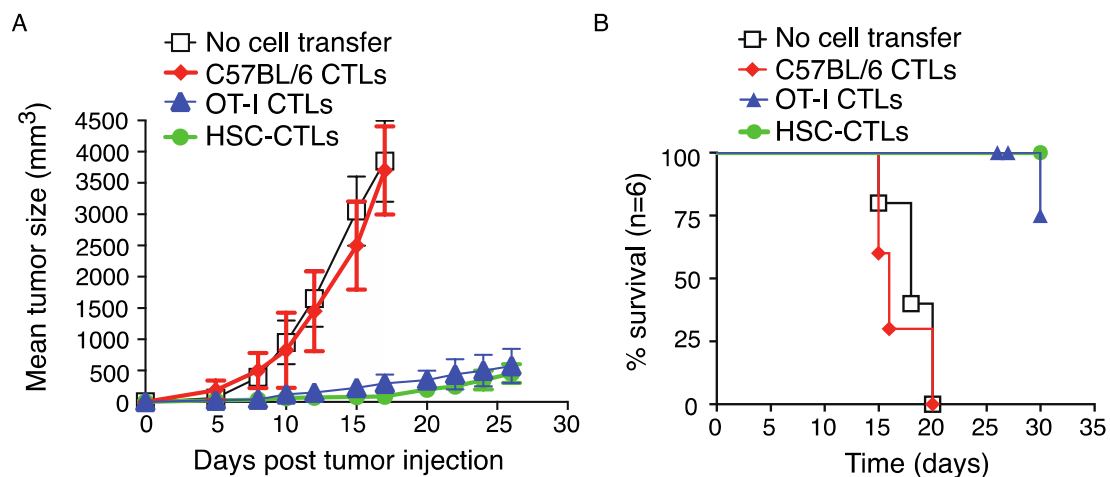 A
No cell transfer
C57BL/6 CTLs
OT-I CTLs
HSC-CTLs
4500
4000
3500
3000
2500
2000
1500
1000
500
0
Mean tumor size (mm³)
0 5 10 15 20 25 30
Days post tumor injection
B
No cell transfer
C57BL/6 CTLs
OT-I CTLs
HSC-CTLs
100
75
50
25
0
% survival (n=6)
0 5 10 15 20 25 30 35
Time (days)